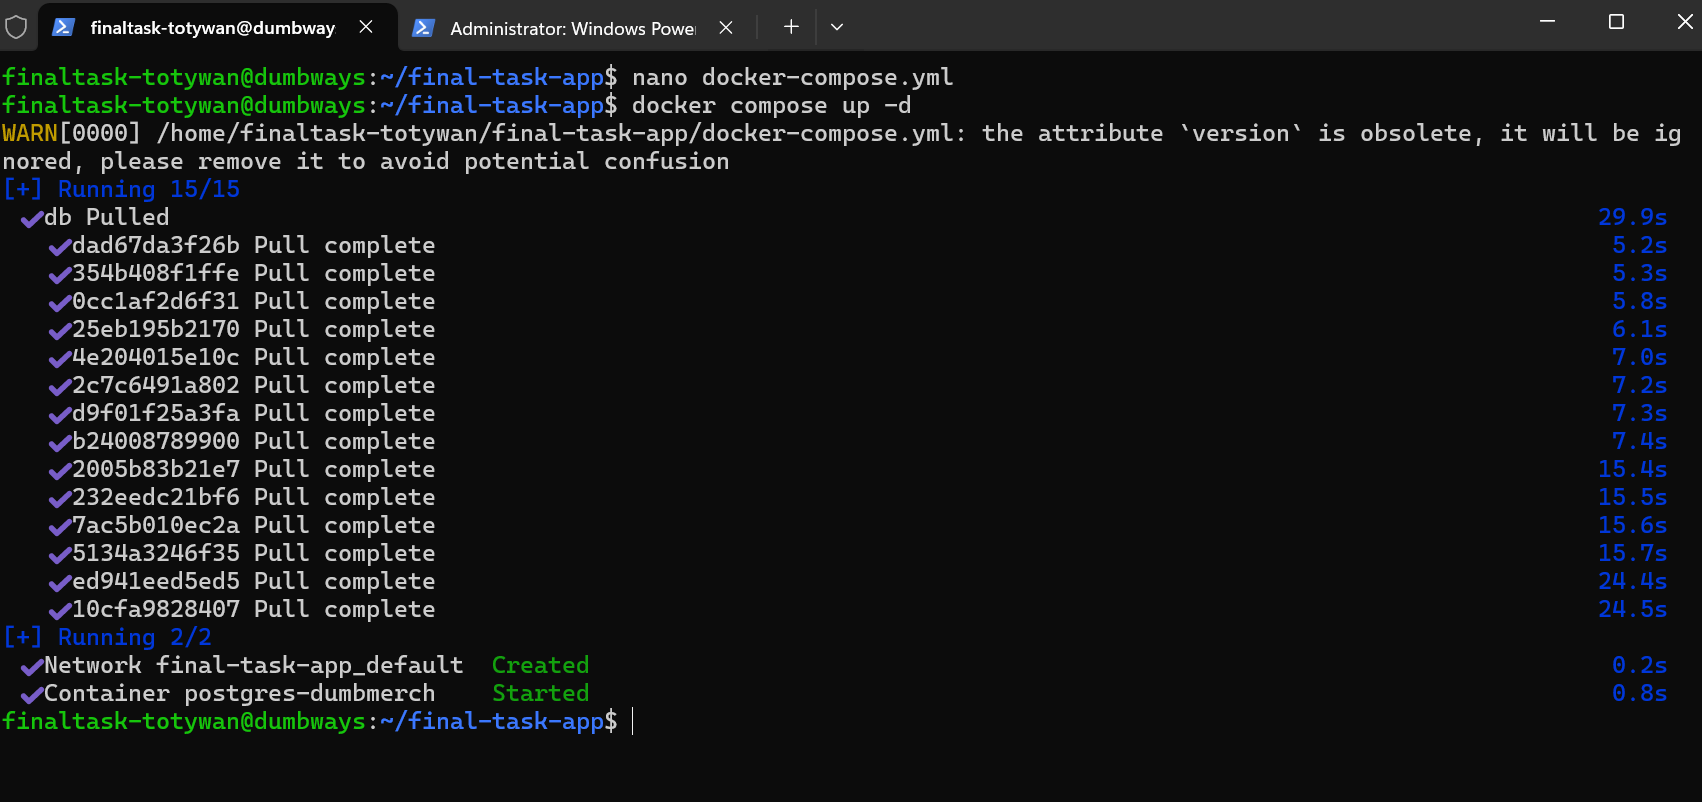 finaltask-totywan@dumbway
Administrator: Windows Powe
finaltask-totywan@dumbways:~/final-task-app$ nano docker-compose.yml
finaltask-totywan@dumbways:~/final-task-app$ docker compose up -d
WARN[0000] /home/finaltask-totywan/final-task-app/docker-compose.yml: the attribute `version` is obsolete, it will be ig
nored, please remove it to avoid potential confusion
[+] Running 15/15
✔db Pulled 29.9s
✔dad67da3f26b Pull complete 5.2s
✔354b408f1ffe Pull complete 5.3s
✔0cc1af2d6f31 Pull complete 5.8s
✔25eb195b2170 Pull complete 6.1s
✔4e204015e10c Pull complete 7.0s
✔2c7c6491a802 Pull complete 7.2s
✔d9f01f25a3fa Pull complete 7.3s
✔b24008789900 Pull complete 7.4s
✔2005b83b21e7 Pull complete 15.4s
✔232eedc21bf6 Pull complete 15.5s
✔7ac5b010ec2a Pull complete 15.6s
✔5134a3246f35 Pull complete 15.7s
✔ed941eed5ed5 Pull complete 24.4s
✔10cfa9828407 Pull complete 24.5s
[+] Running 2/2
✔Network final-task-app_default Created 0.2s
✔Container postgres-dumbmerch Started 0.8s
finaltask-totywan@dumbways:~/final-task-app$